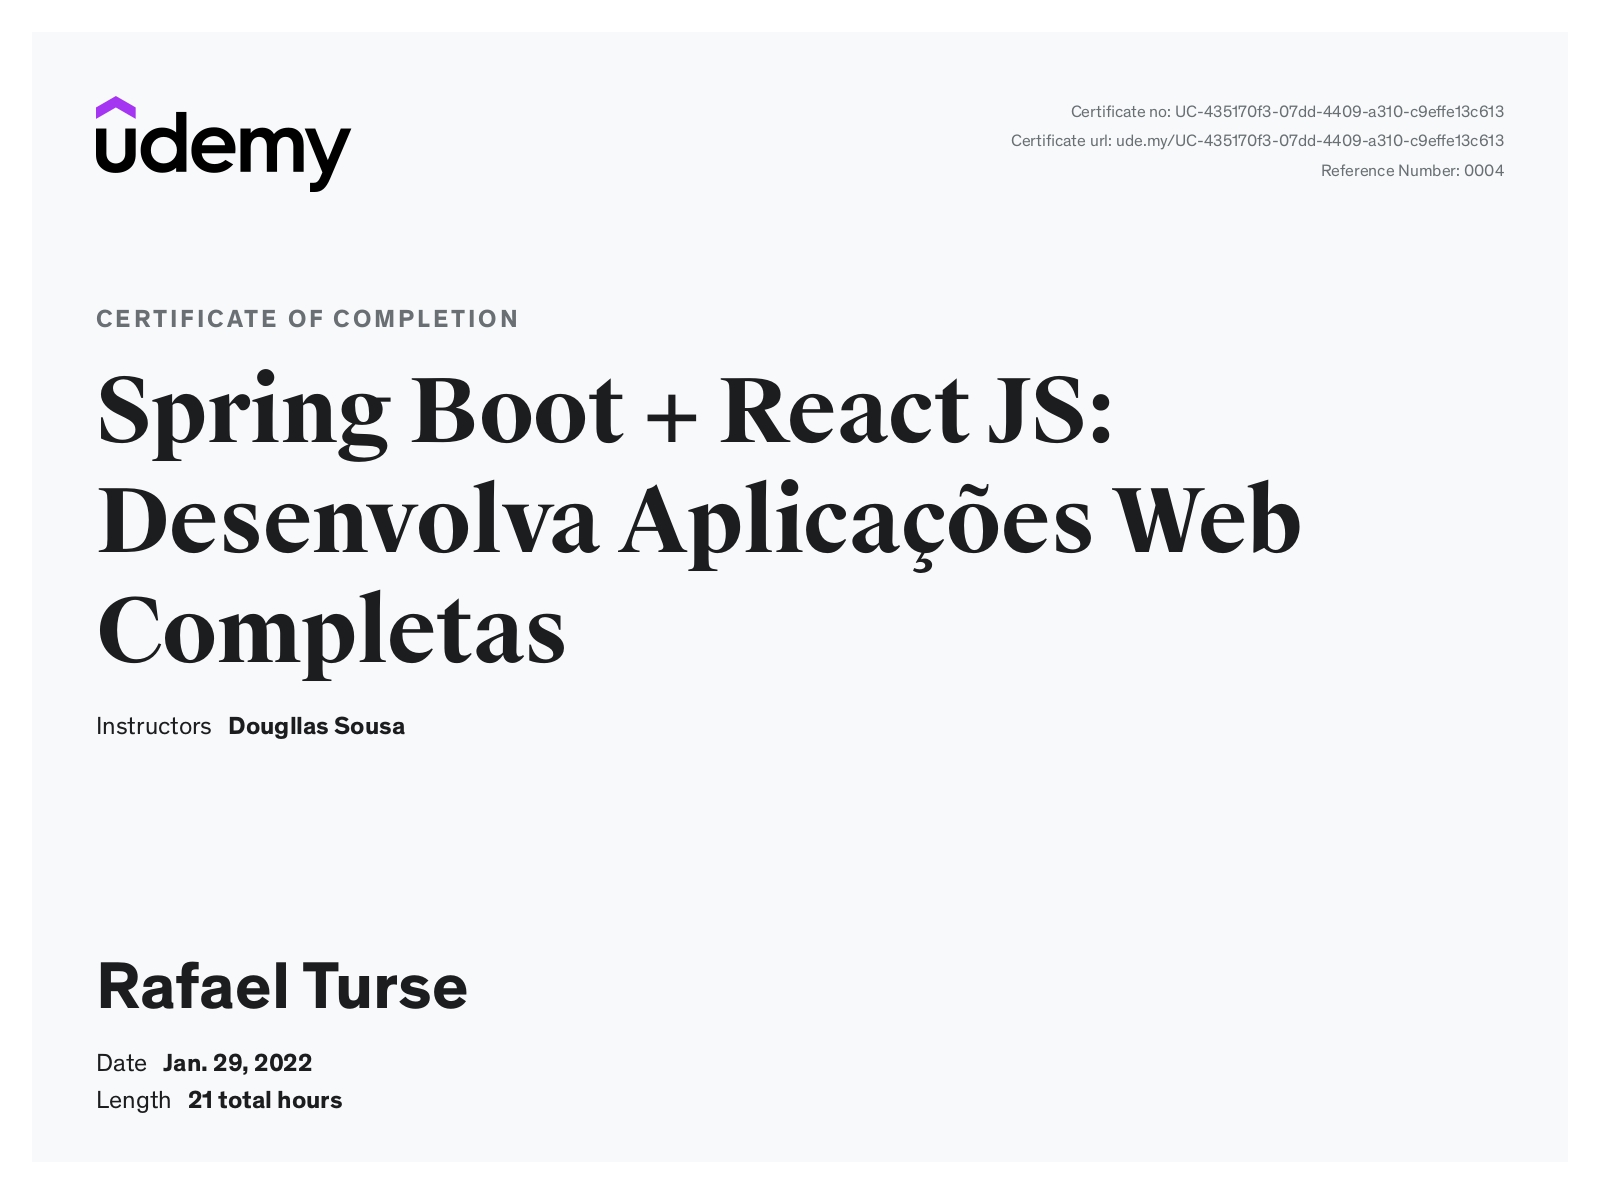 udemy
Certificate no: UC-435170f3-07dd-4409-a310-c9effe13c613
Certificate url: ude.my/UC-435170f3-07dd-4409-a310-c9effe13c613
Reference Number: 0004
CERTIFICATE OF COMPLETION
Spring Boot + React JS:
Desenvolva Aplicações Web
Completas
Instructors Dougllas Sousa
Rafael Turse
Date Jan. 29, 2022
Length 21 total hours